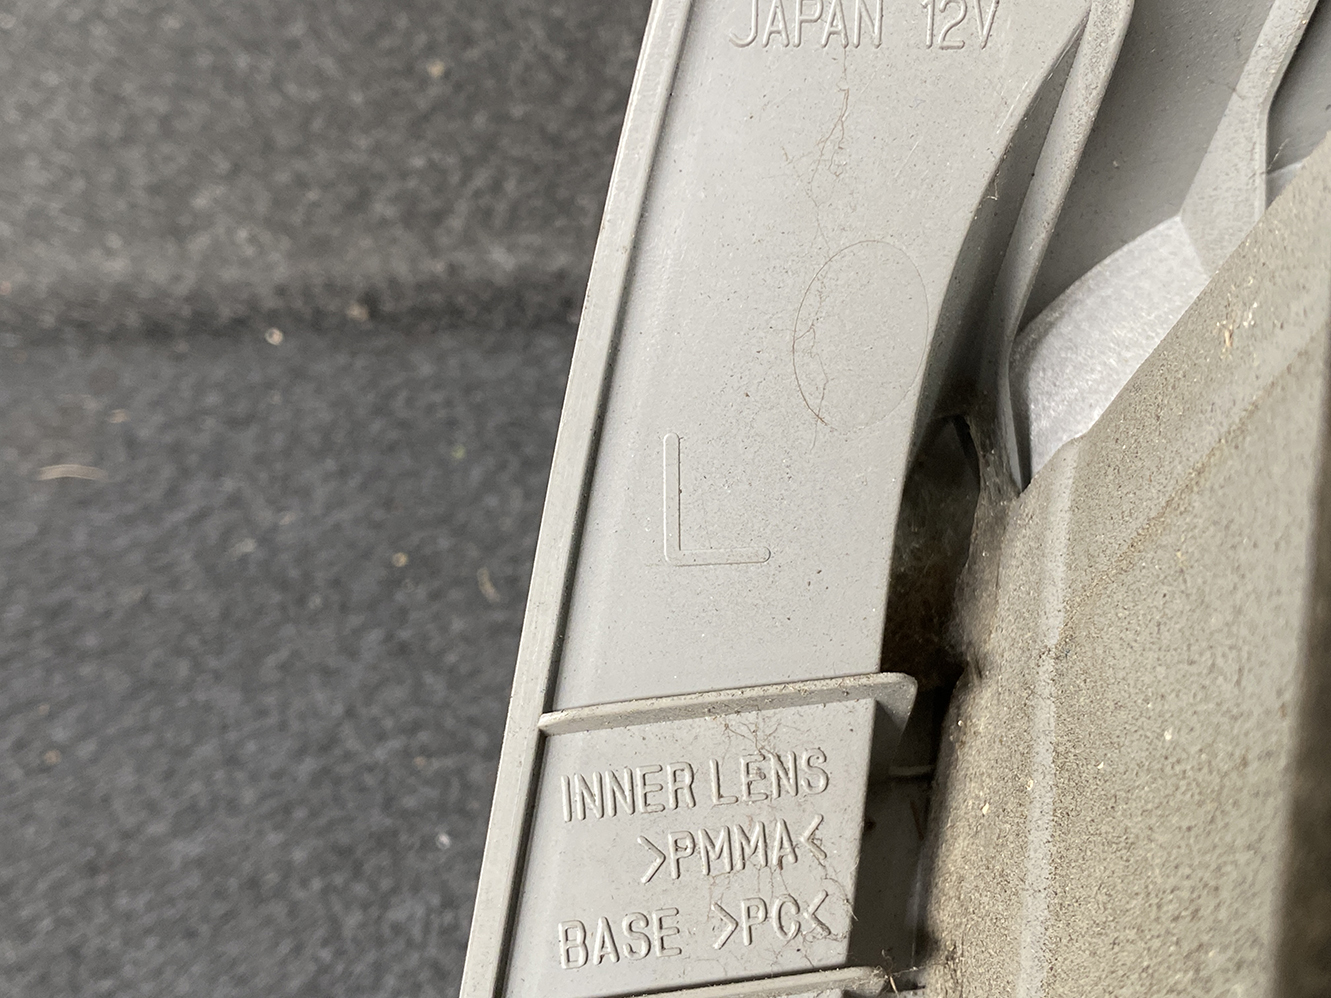 JAPAN 12V
L
INNER LENS
>PMMA<
BASE >PC<